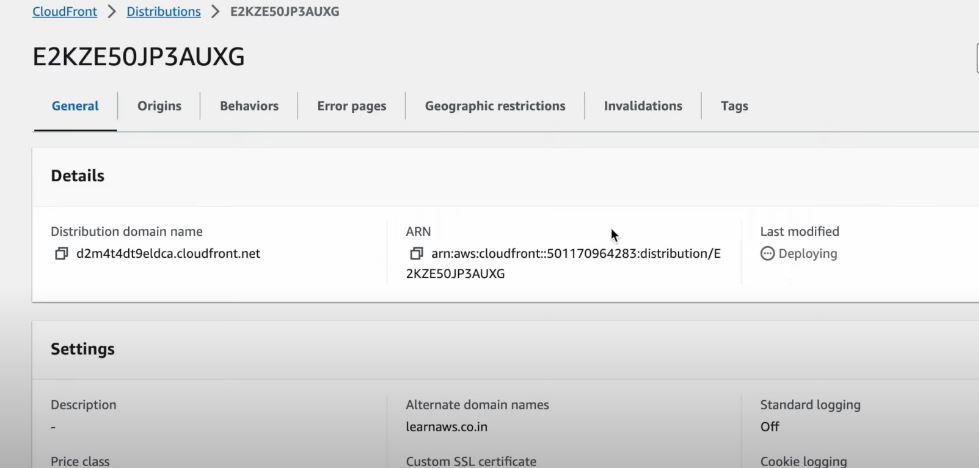 CloudFront > Distributions > E2KZE50JP3AUXG
E2KZE50JP3AUXG
General Origins Behaviors Error pages Geographic restrictions Invalidations Tags
Details
Distribution domain name
d2m4t4dt9eldca.cloudfront.net
ARN
arn:aws:cloudfront::501170964283:distribution/E
2KZE50JP3AUXG
Last modified
Deploying
Settings
Description
-
Alternate domain names
learnaws.co.in
Standard logging
Off
Price class
Custom SSL certificate
Cookie logging